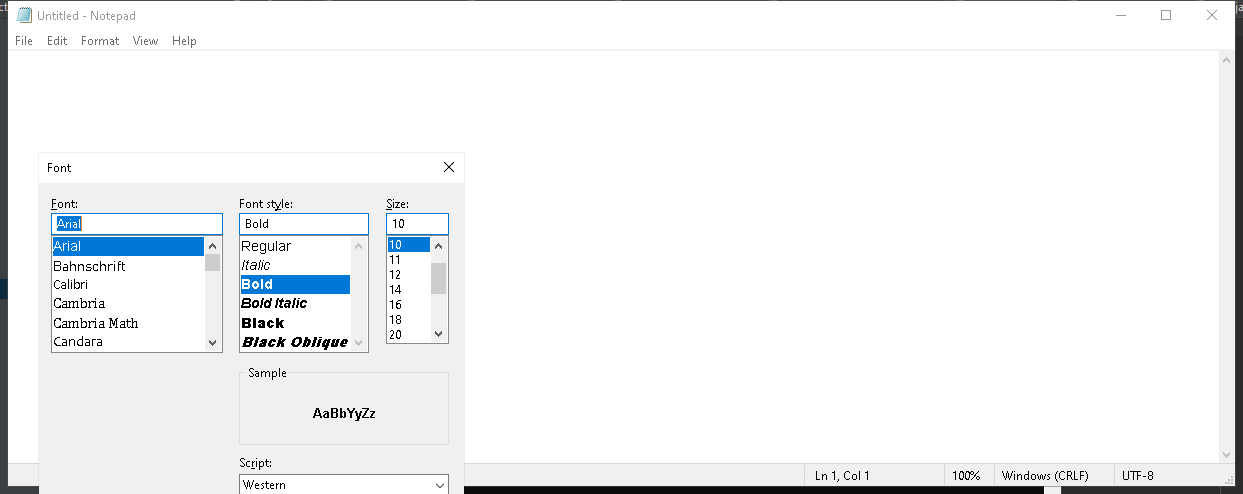 Untitled - Notepad
File Edit Format View Help
Font
Font: Font style: Size:
Arial Bold 10
Arial Regular 10
Bahnschrift Italic 11
Calibri Bold 12
Cambria Bold Italic 14
Cambria Math Black 16
Candara Black Oblique 18
20
Sample
AaBbYyZz
Script:
Western
Ln 1, Col 1 100% Windows (CRLF) UTF-8